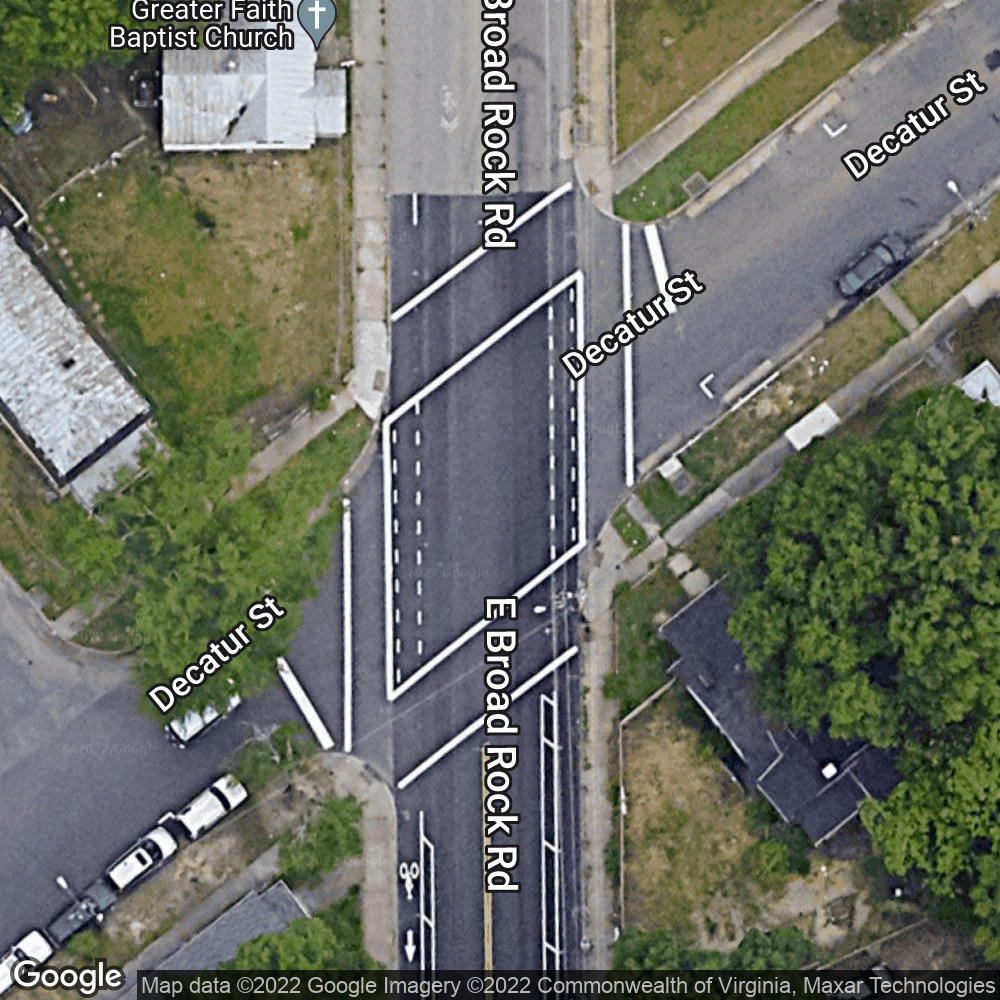 Greater Faith
Baptist Church
Broad Rock Rd
Decatur St
Decatur St
E Broad Rock Rd
Decatur St
Google
Map data ©2022 Google Imagery ©2022 Commonwealth of Virginia, Maxar Technologies